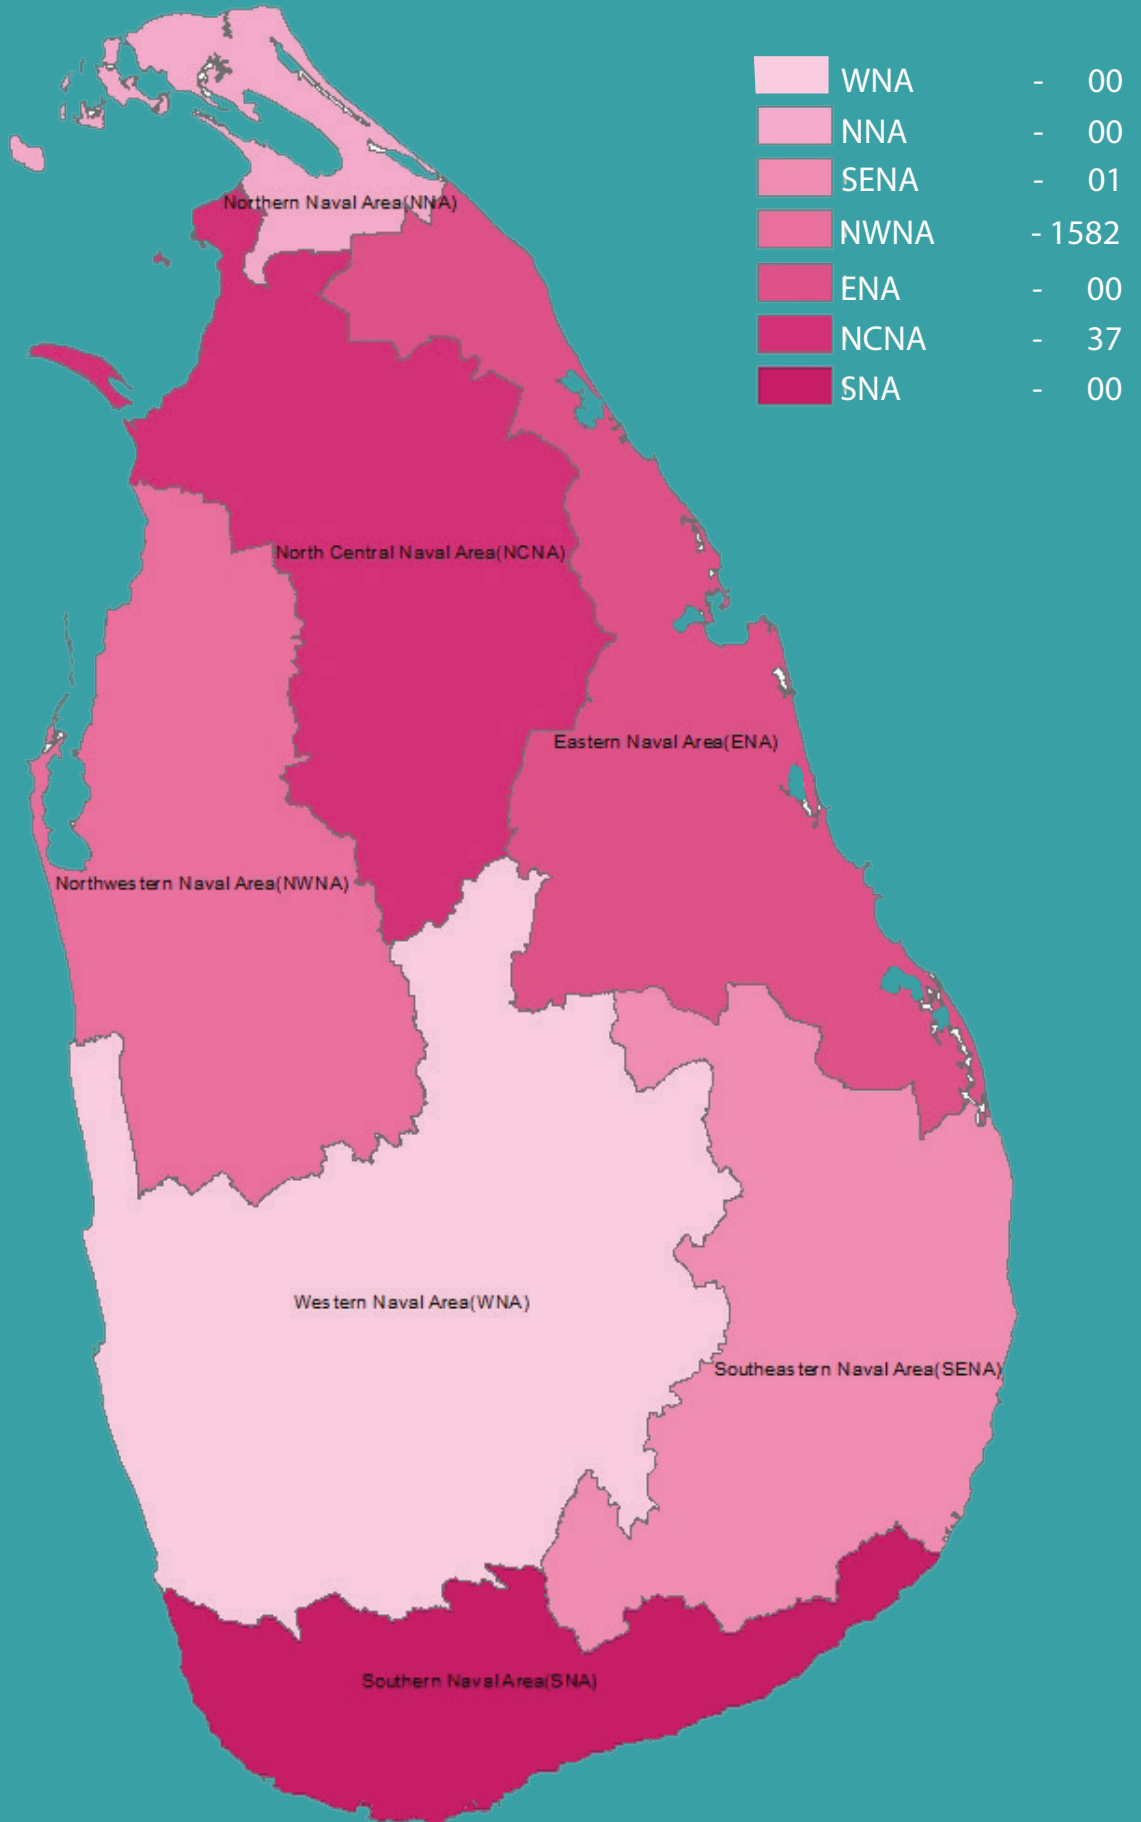 WNA - 00
NNA - 00
SENA - 01
NWNA - 1582
ENA - 00
NCNA - 37
SNA - 00
Northern Naval Area(NNA)
North Central Naval Area(NCNA)
Eastern Naval Area(ENA)
Northwestern Naval Area(NWNA)
Western Naval Area(WNA)
Southeastern Naval Area(SENA)
Southern Naval Area(SNA)